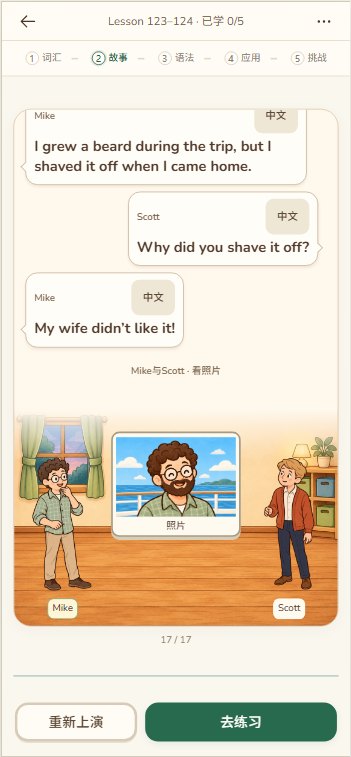 Lesson 123–124 · 已学 0/5
1 词汇 – 2 故事 – 3 语法 – 4 应用 – 5 挑战
Mike 中文
I grew a beard during the trip, but I
shaved it off when I came home.
Scott 中文
Why did you shave it off?
Mike 中文
My wife didn't like it!
Mike与Scott · 看照片
照片
Mike Scott
17 / 17
重新上演 去练习